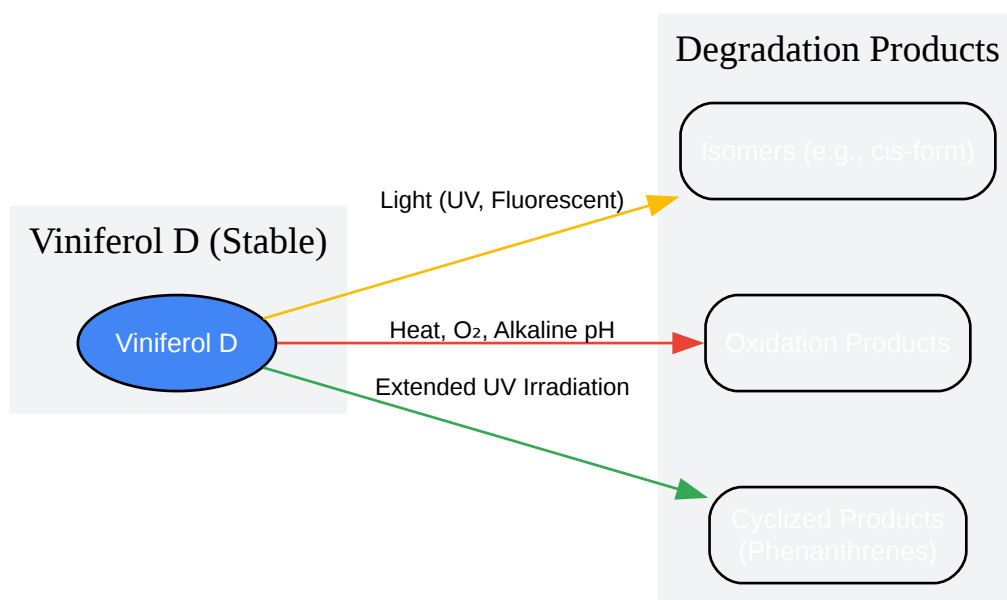 Degradation Products
Isomers (e.g., cis-form)
Light (UV, Fluorescent)
Viniferol D (Stable)
Viniferol D
Heat, O₂, Alkaline pH
Oxidation Products
Extended UV Irradiation
Cyclized Products
(Phenanthrenes)